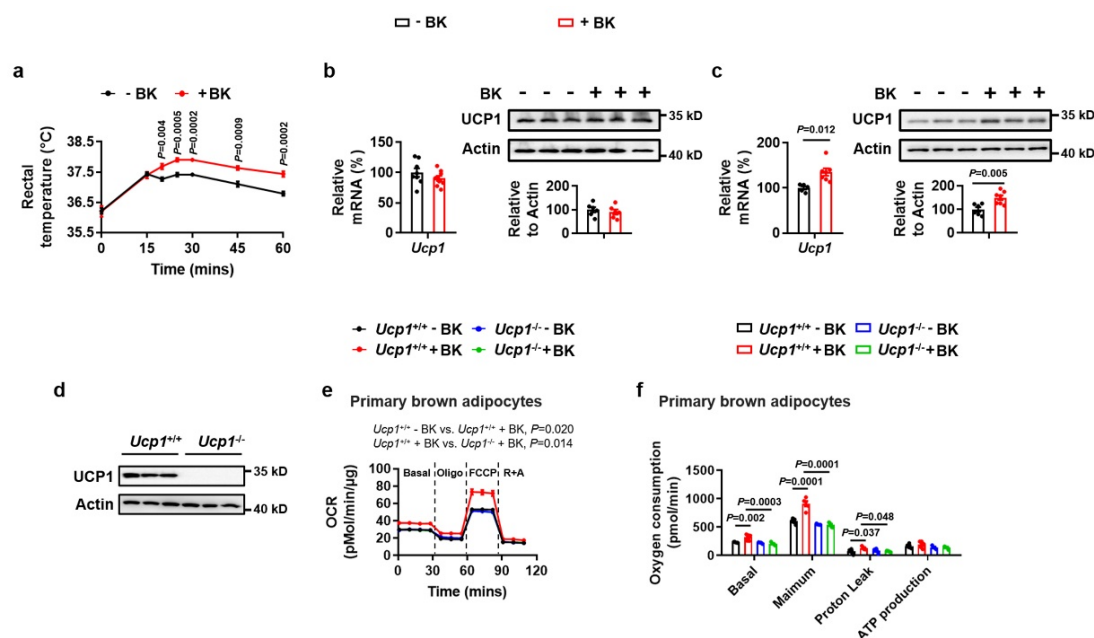 - BK + BK
a
- BK + BK
P=0.004
P=0.0005
P=0.0002
P=0.0009
P=0.0002
Rectal
temperature (°C)
38.5
37.5
36.5
35.5
0 15 30 45 60
Time (mins)
b
BK - - - + + +
UCP1
35 kD
Actin
40 kD
Relative
mRNA (%)
200
100
0
Ucp1
Relative
to Actin
200
100
0
c
BK - - - + + +
UCP1
35 kD
Actin
40 kD
P=0.012
Relative
mRNA (%)
200
100
0
Ucp1
P=0.005
Relative
to Actin
200
100
0
d
Ucp1+/+ Ucp1-/-
UCP1
35 kD
Actin
40 kD
Ucp1+/+ - BK Ucp1-/- - BK
Ucp1+/+ + BK Ucp1-/- + BK
e
Primary brown adipocytes
Ucp1+/+ - BK vs. Ucp1+/+ + BK, P=0.020
Ucp1+/+ + BK vs. Ucp1-/- + BK, P=0.014
Basal Oligo FCCP R+A
OCR
(pMol/min/µg)
100
80
60
40
20
0
0 30 60 90 120
Time (mins)
Ucp1+/+ - BK Ucp1-/- - BK
Ucp1+/+ + BK Ucp1-/- + BK
f
Primary brown adipocytes
P=0.0001
P=0.0001
P=0.0003
P=0.002
P=0.048
P=0.037
Oxygen consumption
(pmol/min)
1500
1000
500
0
Basal
Maimum
Proton Leak
ATP production